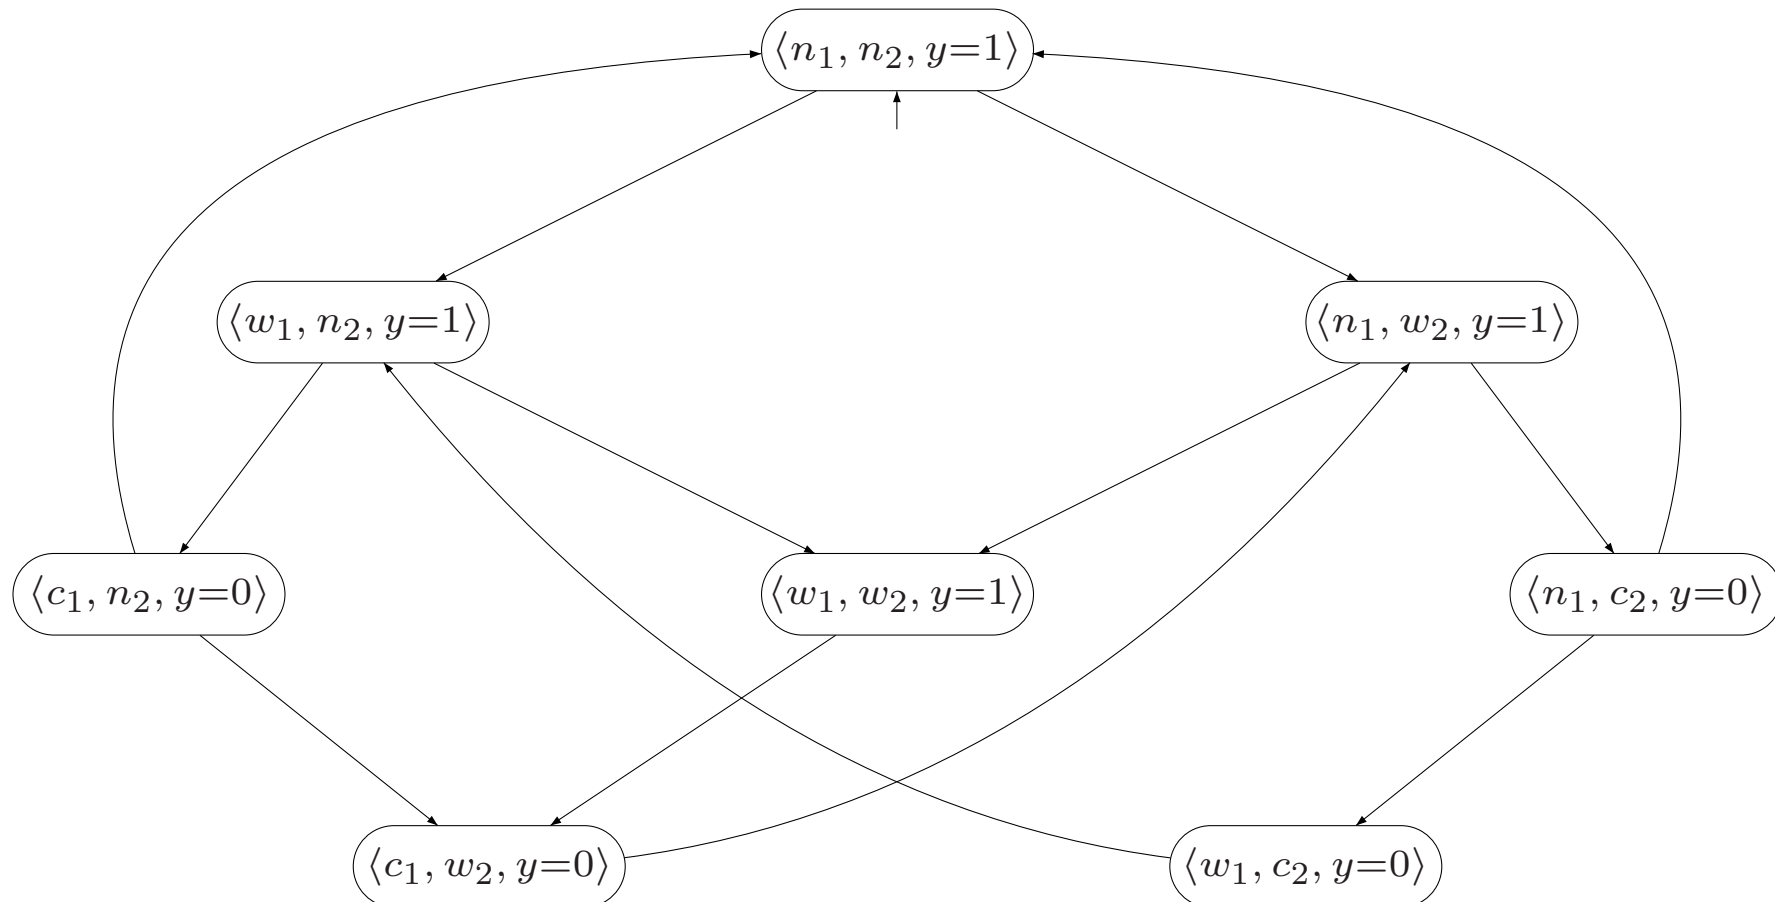 ⟨n₁, n₂, y=1⟩
⟨w₁, n₂, y=1⟩
⟨n₁, w₂, y=1⟩
⟨c₁, n₂, y=0⟩
⟨w₁, w₂, y=1⟩
⟨n₁, c₂, y=0⟩
⟨c₁, w₂, y=0⟩
⟨w₁, c₂, y=0⟩